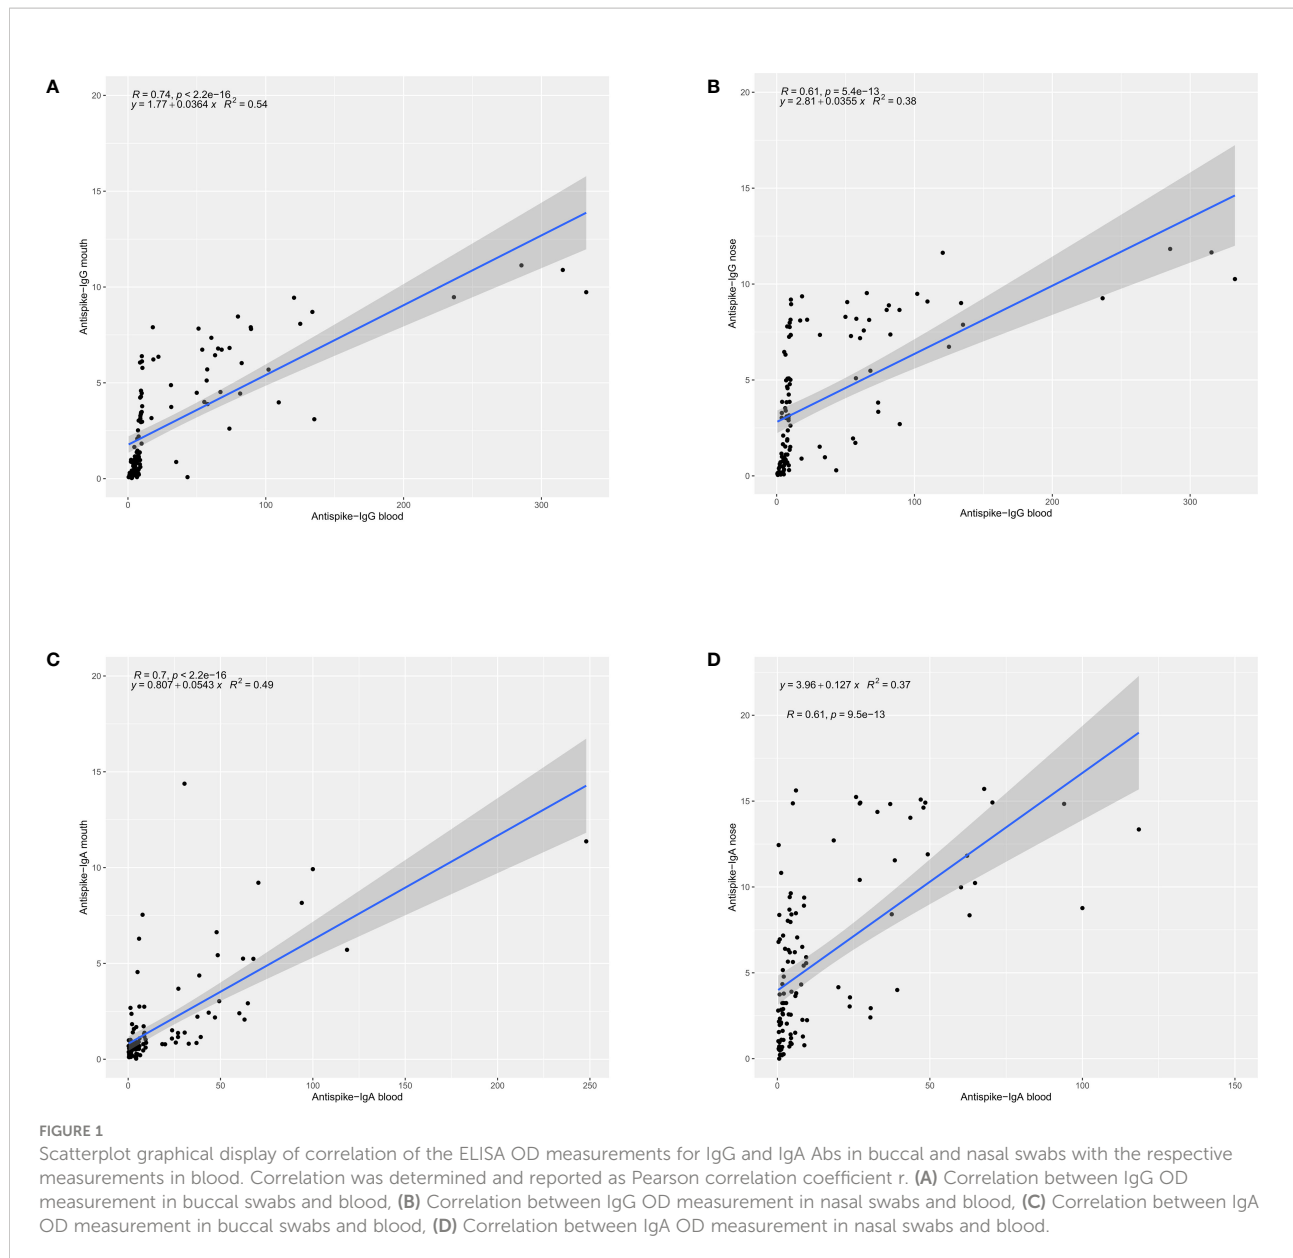 A
R = 0.74, p < 2.2e−16
y = 1.77 + 0.0364 x R² = 0.54
20
15
10
5
0
Antispike−IgG mouth
0 100 200 300
Antispike−IgG blood
B
R = 0.61, p = 5.4e−13
y = 2.81 + 0.0355 x R² = 0.38
20
15
10
5
0
Antispike−IgG nose
0 100 200 300
Antispike−IgG blood
C
R = 0.7, p < 2.2e−16
y = 0.807 + 0.0543 x R² = 0.49
20
15
10
5
0
Antispike−IgA mouth
0 50 100 150 200 250
Antispike−IgA blood
D
y = 3.96 + 0.127 x R² = 0.37
R = 0.61, p = 9.5e−13
20
15
10
5
0
Antispike−IgA nose
0 50 100 150
Antispike−IgA blood
FIGURE 1
Scatterplot graphical display of correlation of the ELISA OD measurements for IgG and IgA Abs in buccal and nasal swabs with the respective
measurements in blood. Correlation was determined and reported as Pearson correlation coefficient r. (A) Correlation between IgG OD
measurement in buccal swabs and blood, (B) Correlation between IgG OD measurement in nasal swabs and blood, (C) Correlation between IgA
OD measurement in buccal swabs and blood, (D) Correlation between IgA OD measurement in nasal swabs and blood.